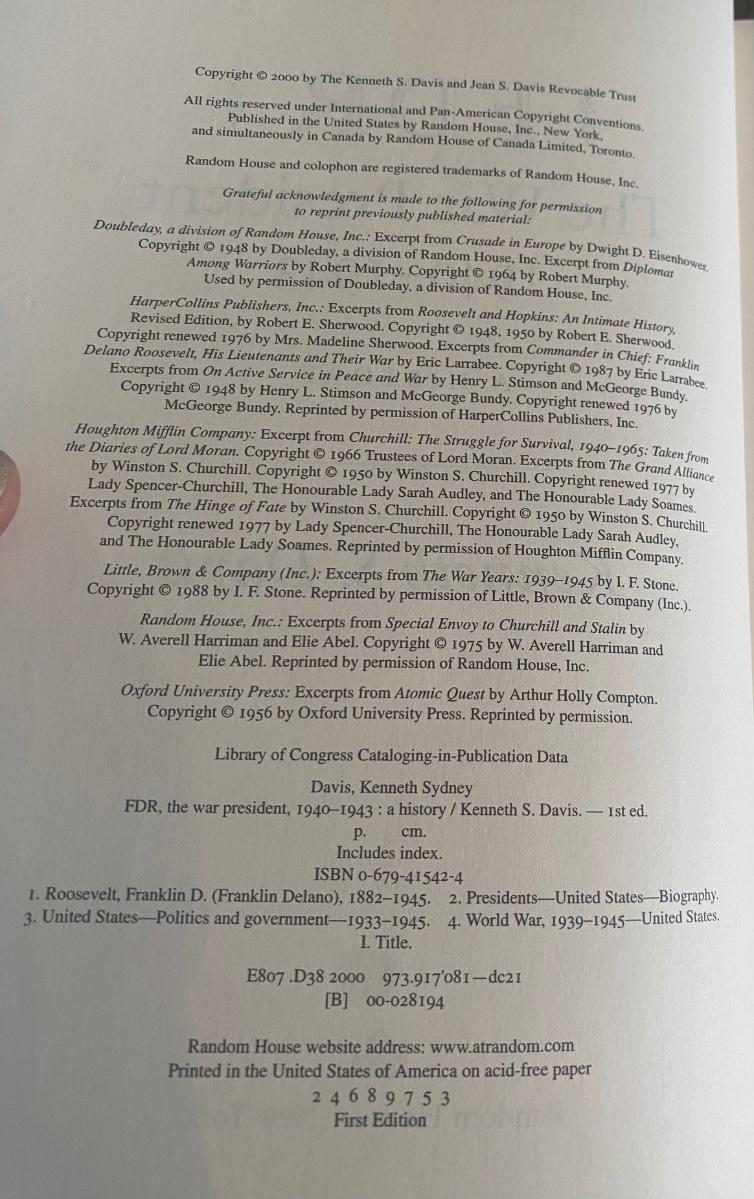 Copyright © 2000 by The Kenneth S. Davis and Jean S. Davis Revocable Trust
All rights reserved under International and Pan-American Copyright Conventions.
Published in the United States by Random House, Inc., New York,
and simultaneously in Canada by Random House of Canada Limited, Toronto.
Random House and colophon are registered trademarks of Random House, Inc.
Grateful acknowledgment is made to the following for permission
to reprint previously published material:
Doubleday, a division of Random House, Inc.: Excerpt from Crusade in Europe by Dwight D. Eisenhower.
Copyright © 1948 by Doubleday, a division of Random House, Inc. Excerpt from Diplomat
Among Warriors by Robert Murphy. Copyright © 1964 by Robert Murphy.
Used by permission of Doubleday, a division of Random House, Inc.
HarperCollins Publishers, Inc.: Excerpts from Roosevelt and Hopkins: An Intimate History,
Revised Edition, by Robert E. Sherwood. Copyright © 1948, 1950 by Robert E. Sherwood.
Copyright renewed 1976 by Mrs. Madeline Sherwood. Excerpts from Commander in Chief: Franklin
Delano Roosevelt, His Lieutenants and Their War by Eric Larrabee. Copyright © 1987 by Eric Larrabee.
Excerpts from On Active Service in Peace and War by Henry L. Stimson and McGeorge Bundy.
Copyright © 1948 by Henry L. Stimson and McGeorge Bundy. Copyright renewed 1976 by
McGeorge Bundy. Reprinted by permission of HarperCollins Publishers, Inc.
Houghton Mifflin Company: Excerpt from Churchill: The Struggle for Survival, 1940–1965: Taken from
the Diaries of Lord Moran. Copyright © 1966 Trustees of Lord Moran. Excerpts from The Grand Alliance
by Winston S. Churchill. Copyright © 1950 by Winston S. Churchill. Copyright renewed 1977 by
Lady Spencer-Churchill, The Honourable Lady Sarah Audley, and The Honourable Lady Soames.
Excerpts from The Hinge of Fate by Winston S. Churchill. Copyright © 1950 by Winston S. Churchill.
Copyright renewed 1977 by Lady Spencer-Churchill, The Honourable Lady Sarah Audley,
and The Honourable Lady Soames. Reprinted by permission of Houghton Mifflin Company.
Little, Brown & Company (Inc.): Excerpts from The War Years: 1939–1945 by I. F. Stone.
Copyright © 1988 by I. F. Stone. Reprinted by permission of Little, Brown & Company (Inc.).
Random House, Inc.: Excerpts from Special Envoy to Churchill and Stalin by
W. Averell Harriman and Elie Abel. Copyright © 1975 by W. Averell Harriman and
Elie Abel. Reprinted by permission of Random House, Inc.
Oxford University Press: Excerpts from Atomic Quest by Arthur Holly Compton.
Copyright © 1956 by Oxford University Press. Reprinted by permission.
Library of Congress Cataloging-in-Publication Data
Davis, Kenneth Sydney
FDR, the war president, 1940–1943 : a history / Kenneth S. Davis. — 1st ed.
p. cm.
Includes index.
ISBN 0-679-41542-4
1. Roosevelt, Franklin D. (Franklin Delano), 1882–1945. 2. Presidents—United States—Biography.
3. United States—Politics and government—1933–1945. 4. World War, 1939–1945—United States.
I. Title.
E807 .D38 2000 973.917'081—dc21
[B] 00-028194
Random House website address: www.atrandom.com
Printed in the United States of America on acid-free paper
2 4 6 8 9 7 5 3
First Edition